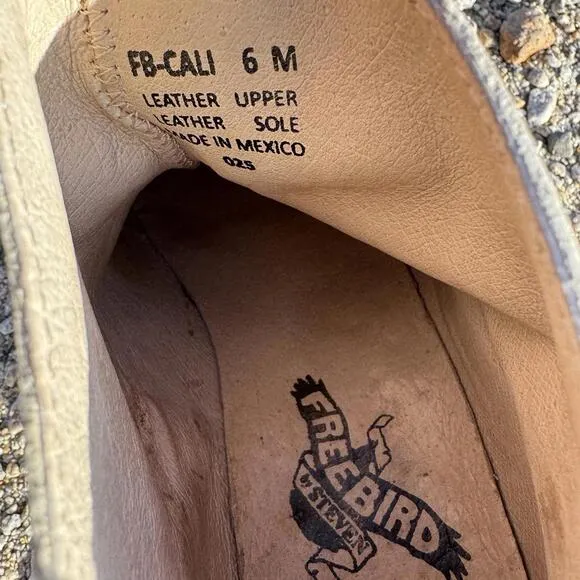 FB-CALI 6 M
LEATHER UPPER
LEATHER SOLE
MADE IN MEXICO
025
FREEBIRD
by STEVEN